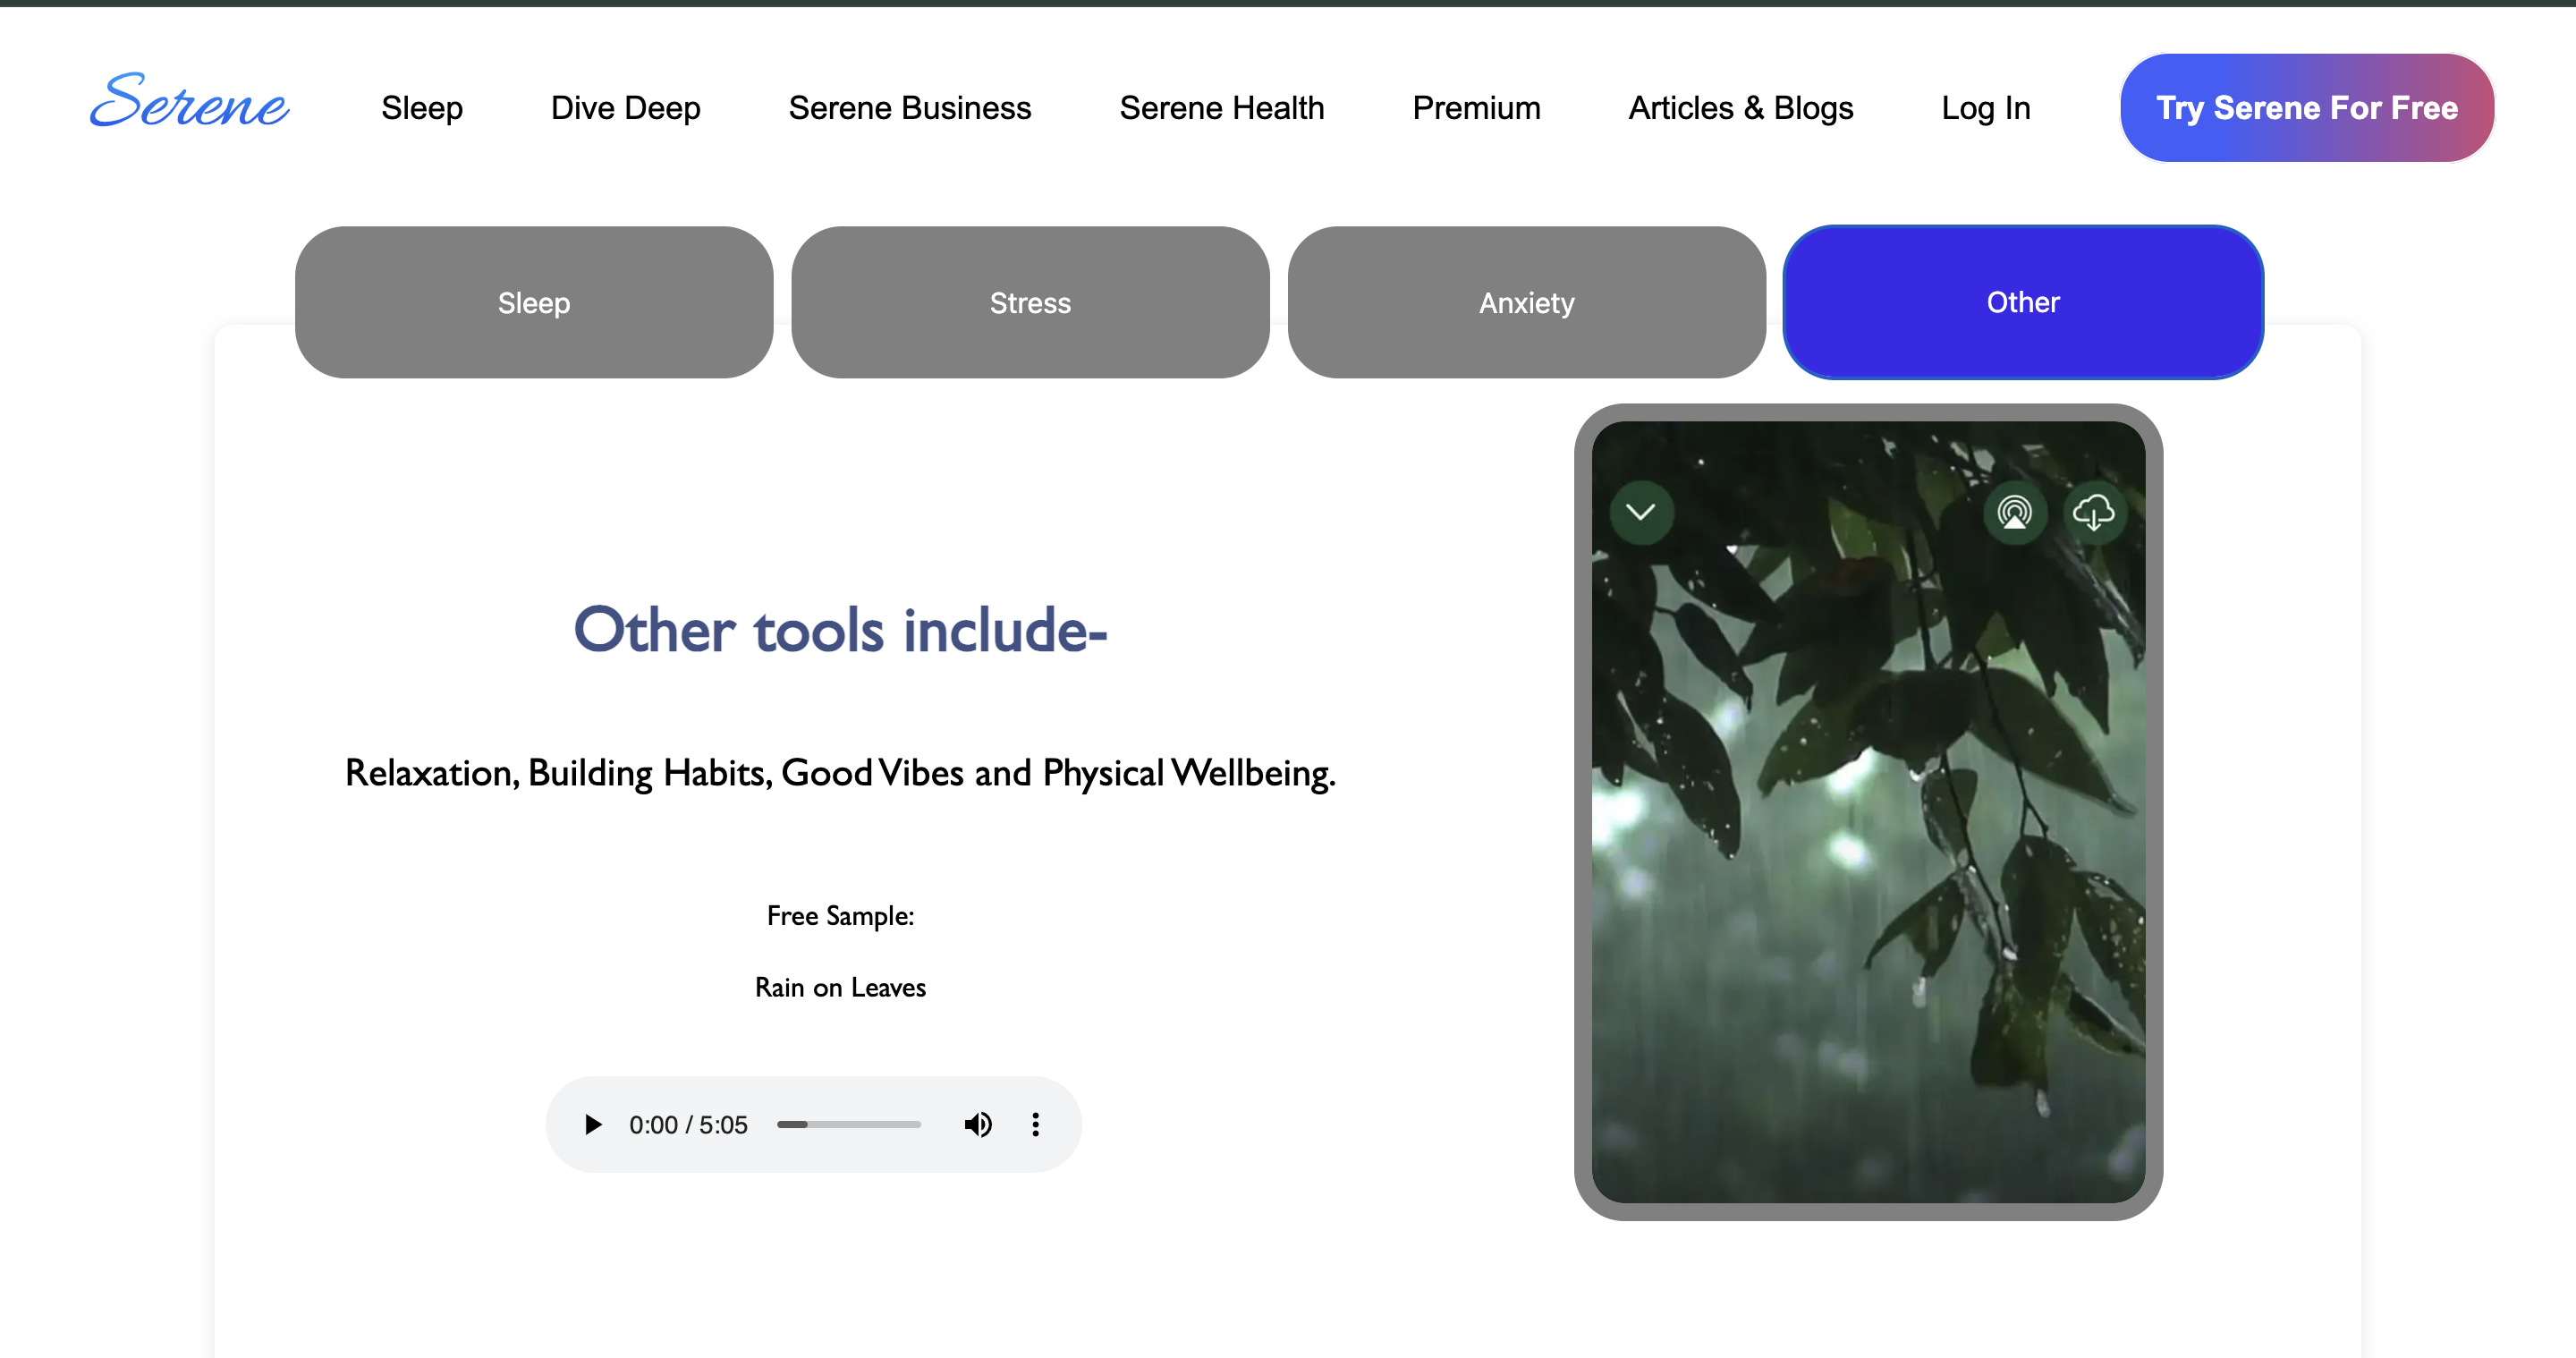 Serene
Sleep
Dive Deep
Serene Business
Serene Health
Premium
Articles & Blogs
Log In
Try Serene For Free
Sleep
Stress
Anxiety
Other
Other tools include-
Relaxation, Building Habits, Good Vibes and Physical Wellbeing.
Free Sample:
Rain on Leaves
0:00 / 5:05